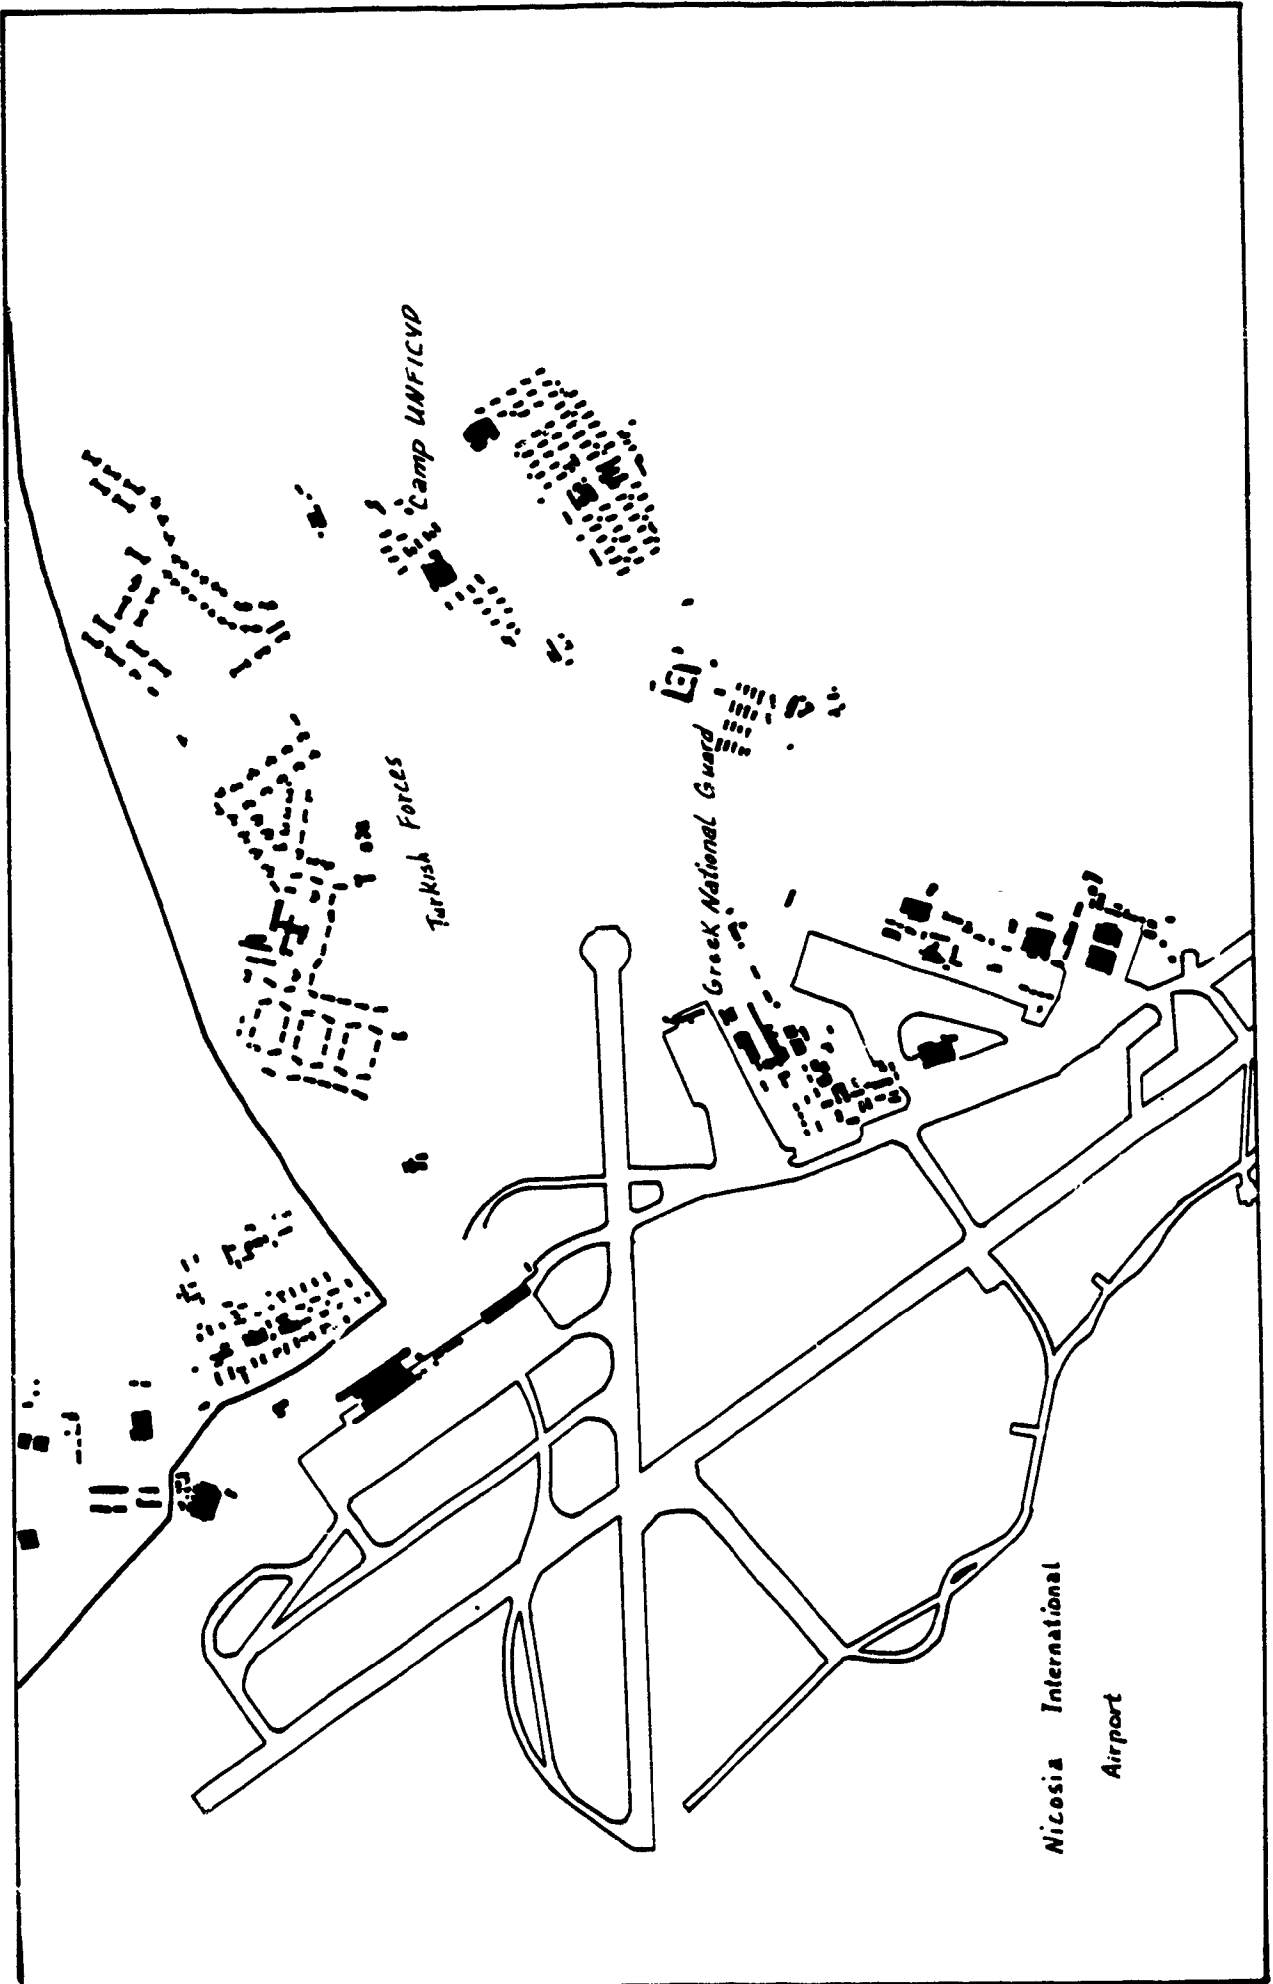 Camp UNFICYP
Turkish Forces
Greek National Guard
Nicosia International
Airport